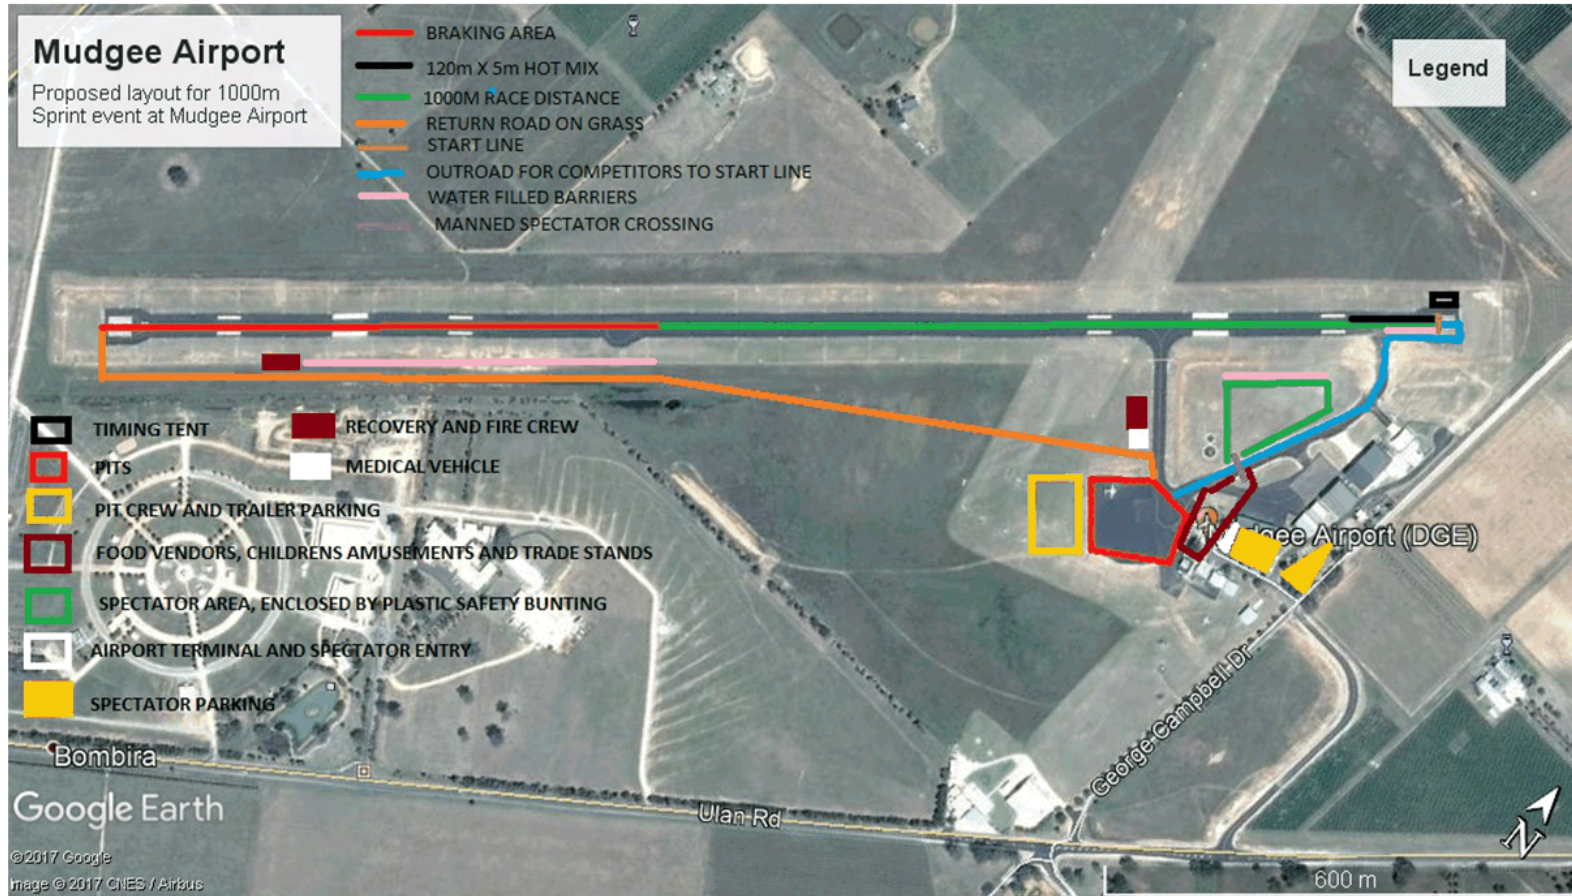 Mudgee Airport
Proposed layout for 1000m
Sprint event at Mudgee Airport
BRAKING AREA
120m X 5m HOT MIX
1000M RACE DISTANCE
RETURN ROAD ON GRASS
START LINE
OUTROAD FOR COMPETITORS TO START LINE
WATER FILLED BARRIERS
MANNED SPECTATOR CROSSING
Legend
TIMING TENT
RECOVERY AND FIRE CREW
PITS
MEDICAL VEHICLE
PIT CREW AND TRAILER PARKING
FOOD VENDORS, CHILDRENS AMUSEMENTS AND TRADE STANDS
SPECTATOR AREA, ENCLOSED BY PLASTIC SAFETY BUNTING
AIRPORT TERMINAL AND SPECTATOR ENTRY
SPECTATOR PARKING
gee Airport (DGE)
George Campbell Dr
Bombira
Ulan Rd
Google Earth
©2017 Google
Image © 2017 CNES / Airbus
N
600 m